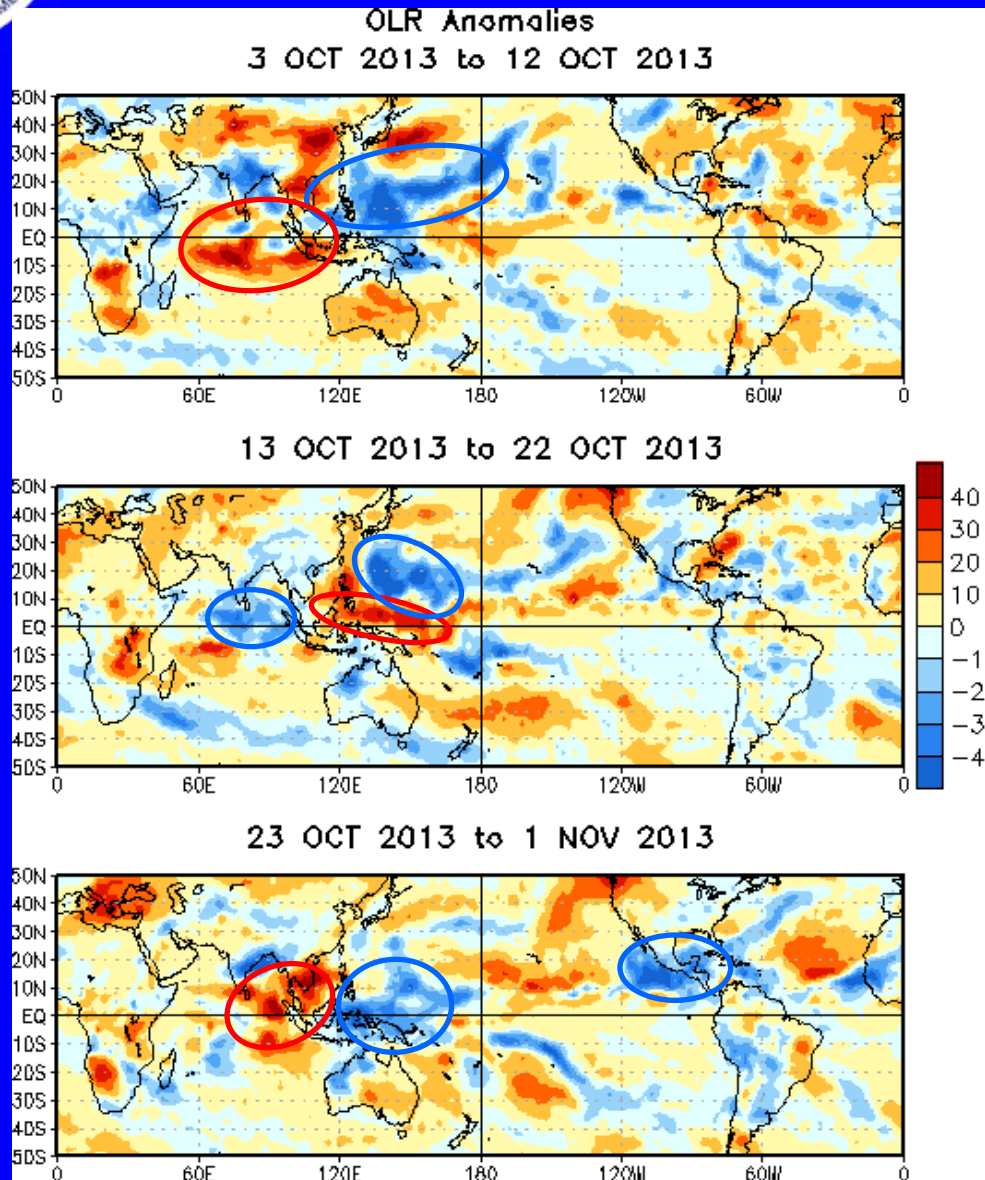 OLR Anomalies
3 OCT 2013 to 12 OCT 2013
50N
40N
30N
20N
10N
EQ
10S
20S
30S
40S
50S
0 60E 120E 180 120W 60W 0
13 OCT 2013 to 22 OCT 2013
50N
40N
30N
20N
10N
EQ
10S
20S
30S
40S
50S
0 60E 120E 180 120W 60W 0
40
30
20
10
0
-1
-2
-3
-4
23 OCT 2013 to 1 NOV 2013
50N
40N
30N
20N
10N
EQ
10S
20S
30S
40S
50S
0 60E 120E 180 120W 60W 0